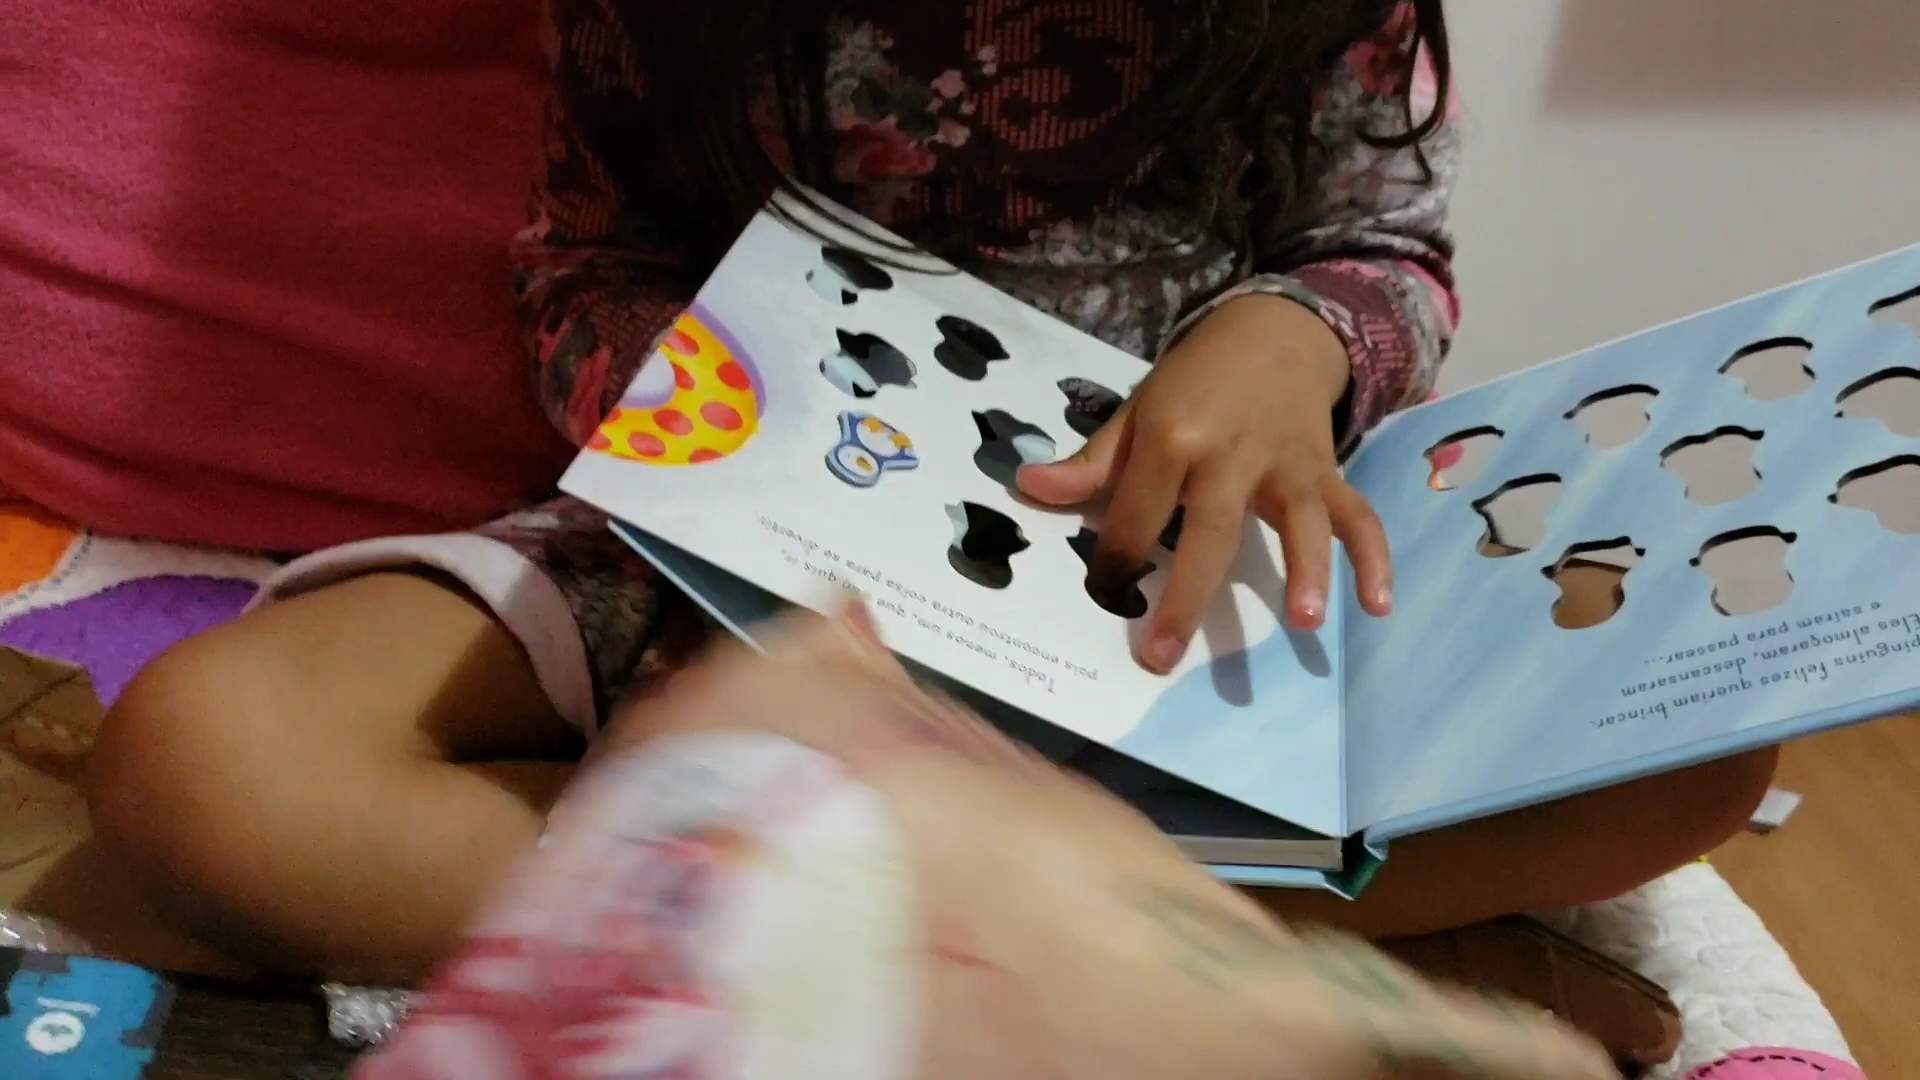 pinguins felizes queriam brincar.
Eles almoçaram, descansaram
e saíram para passear...
Todos, menos um, que não quis ir,
pois encontrou outra coisa para se divertir.